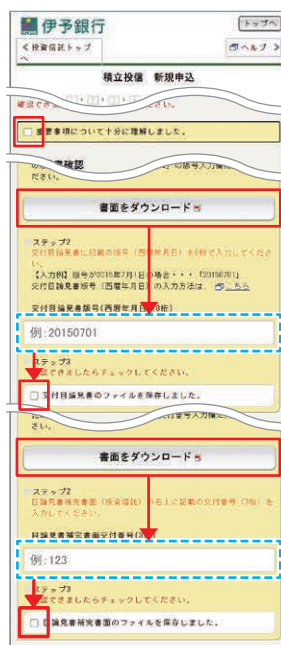 伊予銀行
トップへ
< 投資信託トップへ
ヘルプ >
積立投信 新規申込
重要事項について十分に理解しました。
ださい。
書面をダウンロード
ステップ2
交付目論見書に記載の版号（西暦年月日）を8桁で入力してください。
【入力例】版号が2015年7月1日の場合・・・「20150701」
交付目論見書版号（西暦年月日）の入力方法は、こちら
交付目論見書版号(西暦年月日)(8桁)
例：20150701
ステップ3
確認できましたらチェックしてください。
交付目論見書のファイルを保存しました。
さい。
書面をダウンロード
ステップ2
目論見書補完書面（投資信託）の右上に記載の交付番号（3桁）を入力してください。
目論見書補完書面交付番号(3桁)
例：123
ステップ3
確認できましたらチェックしてください。
目論見書補完書面のファイルを保存しました。